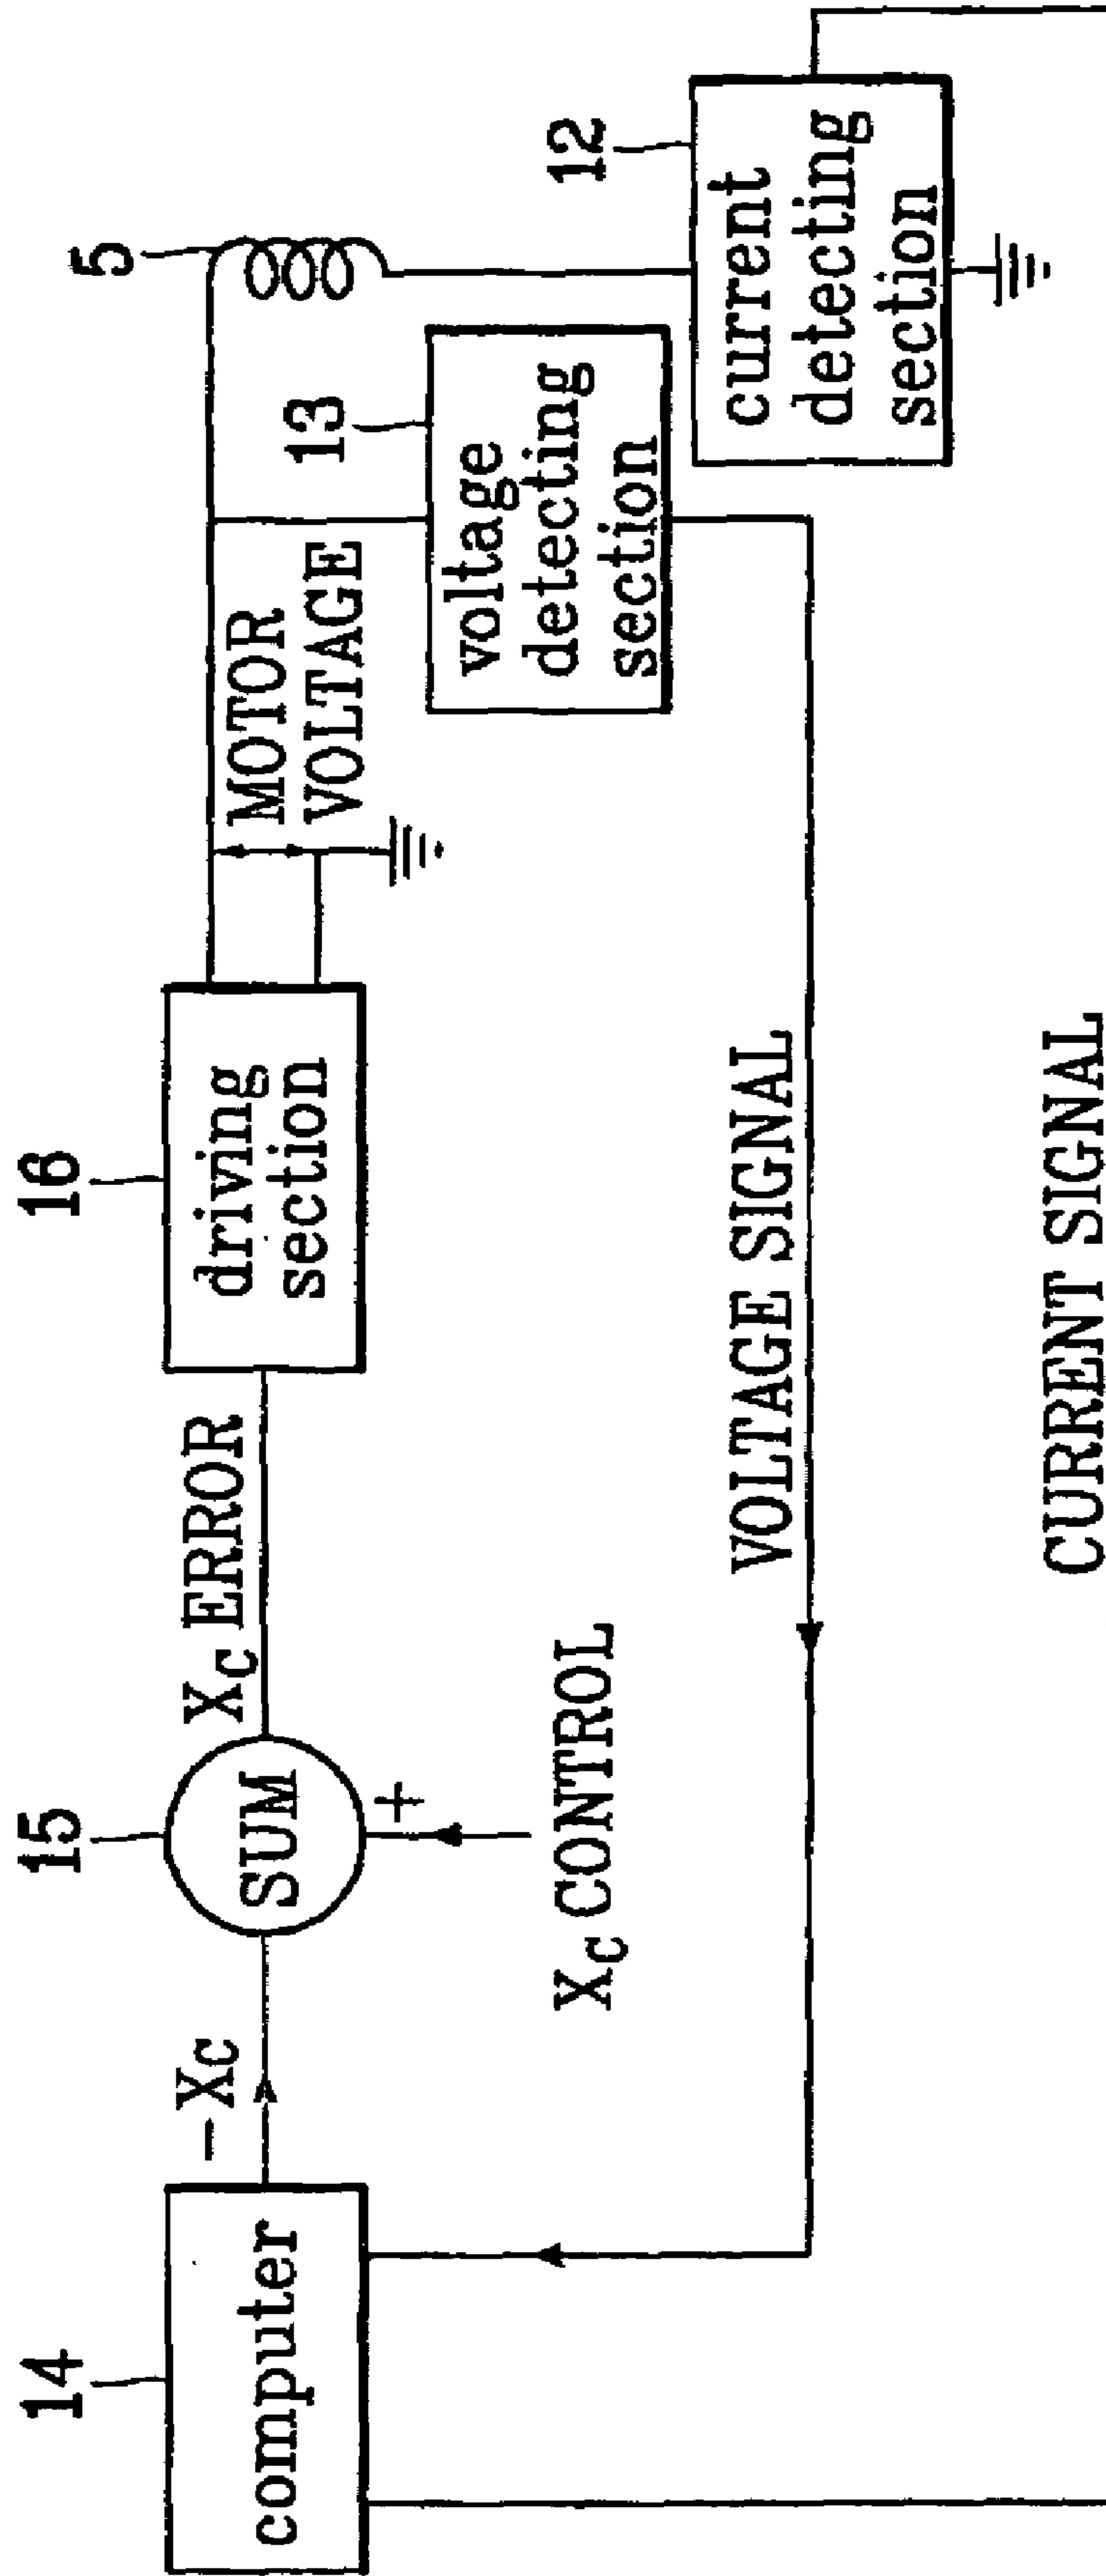 14
computer
-Xc
15
SUM
+
Xc CONTROL
Xc ERROR
16
driving
section
MOTOR
VOLTAGE
13
voltage
detecting
section
5
12
current
detecting
section
VOLTAGE SIGNAL
CURRENT SIGNAL